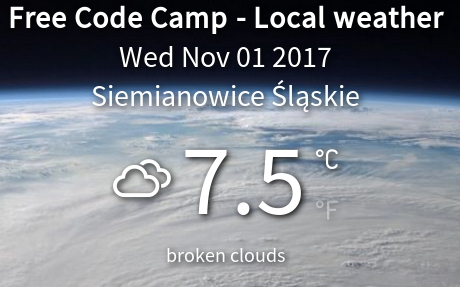 Free Code Camp - Local weather
Wed Nov 01 2017
Siemianowice Śląskie
7.5 °C
°F
broken clouds